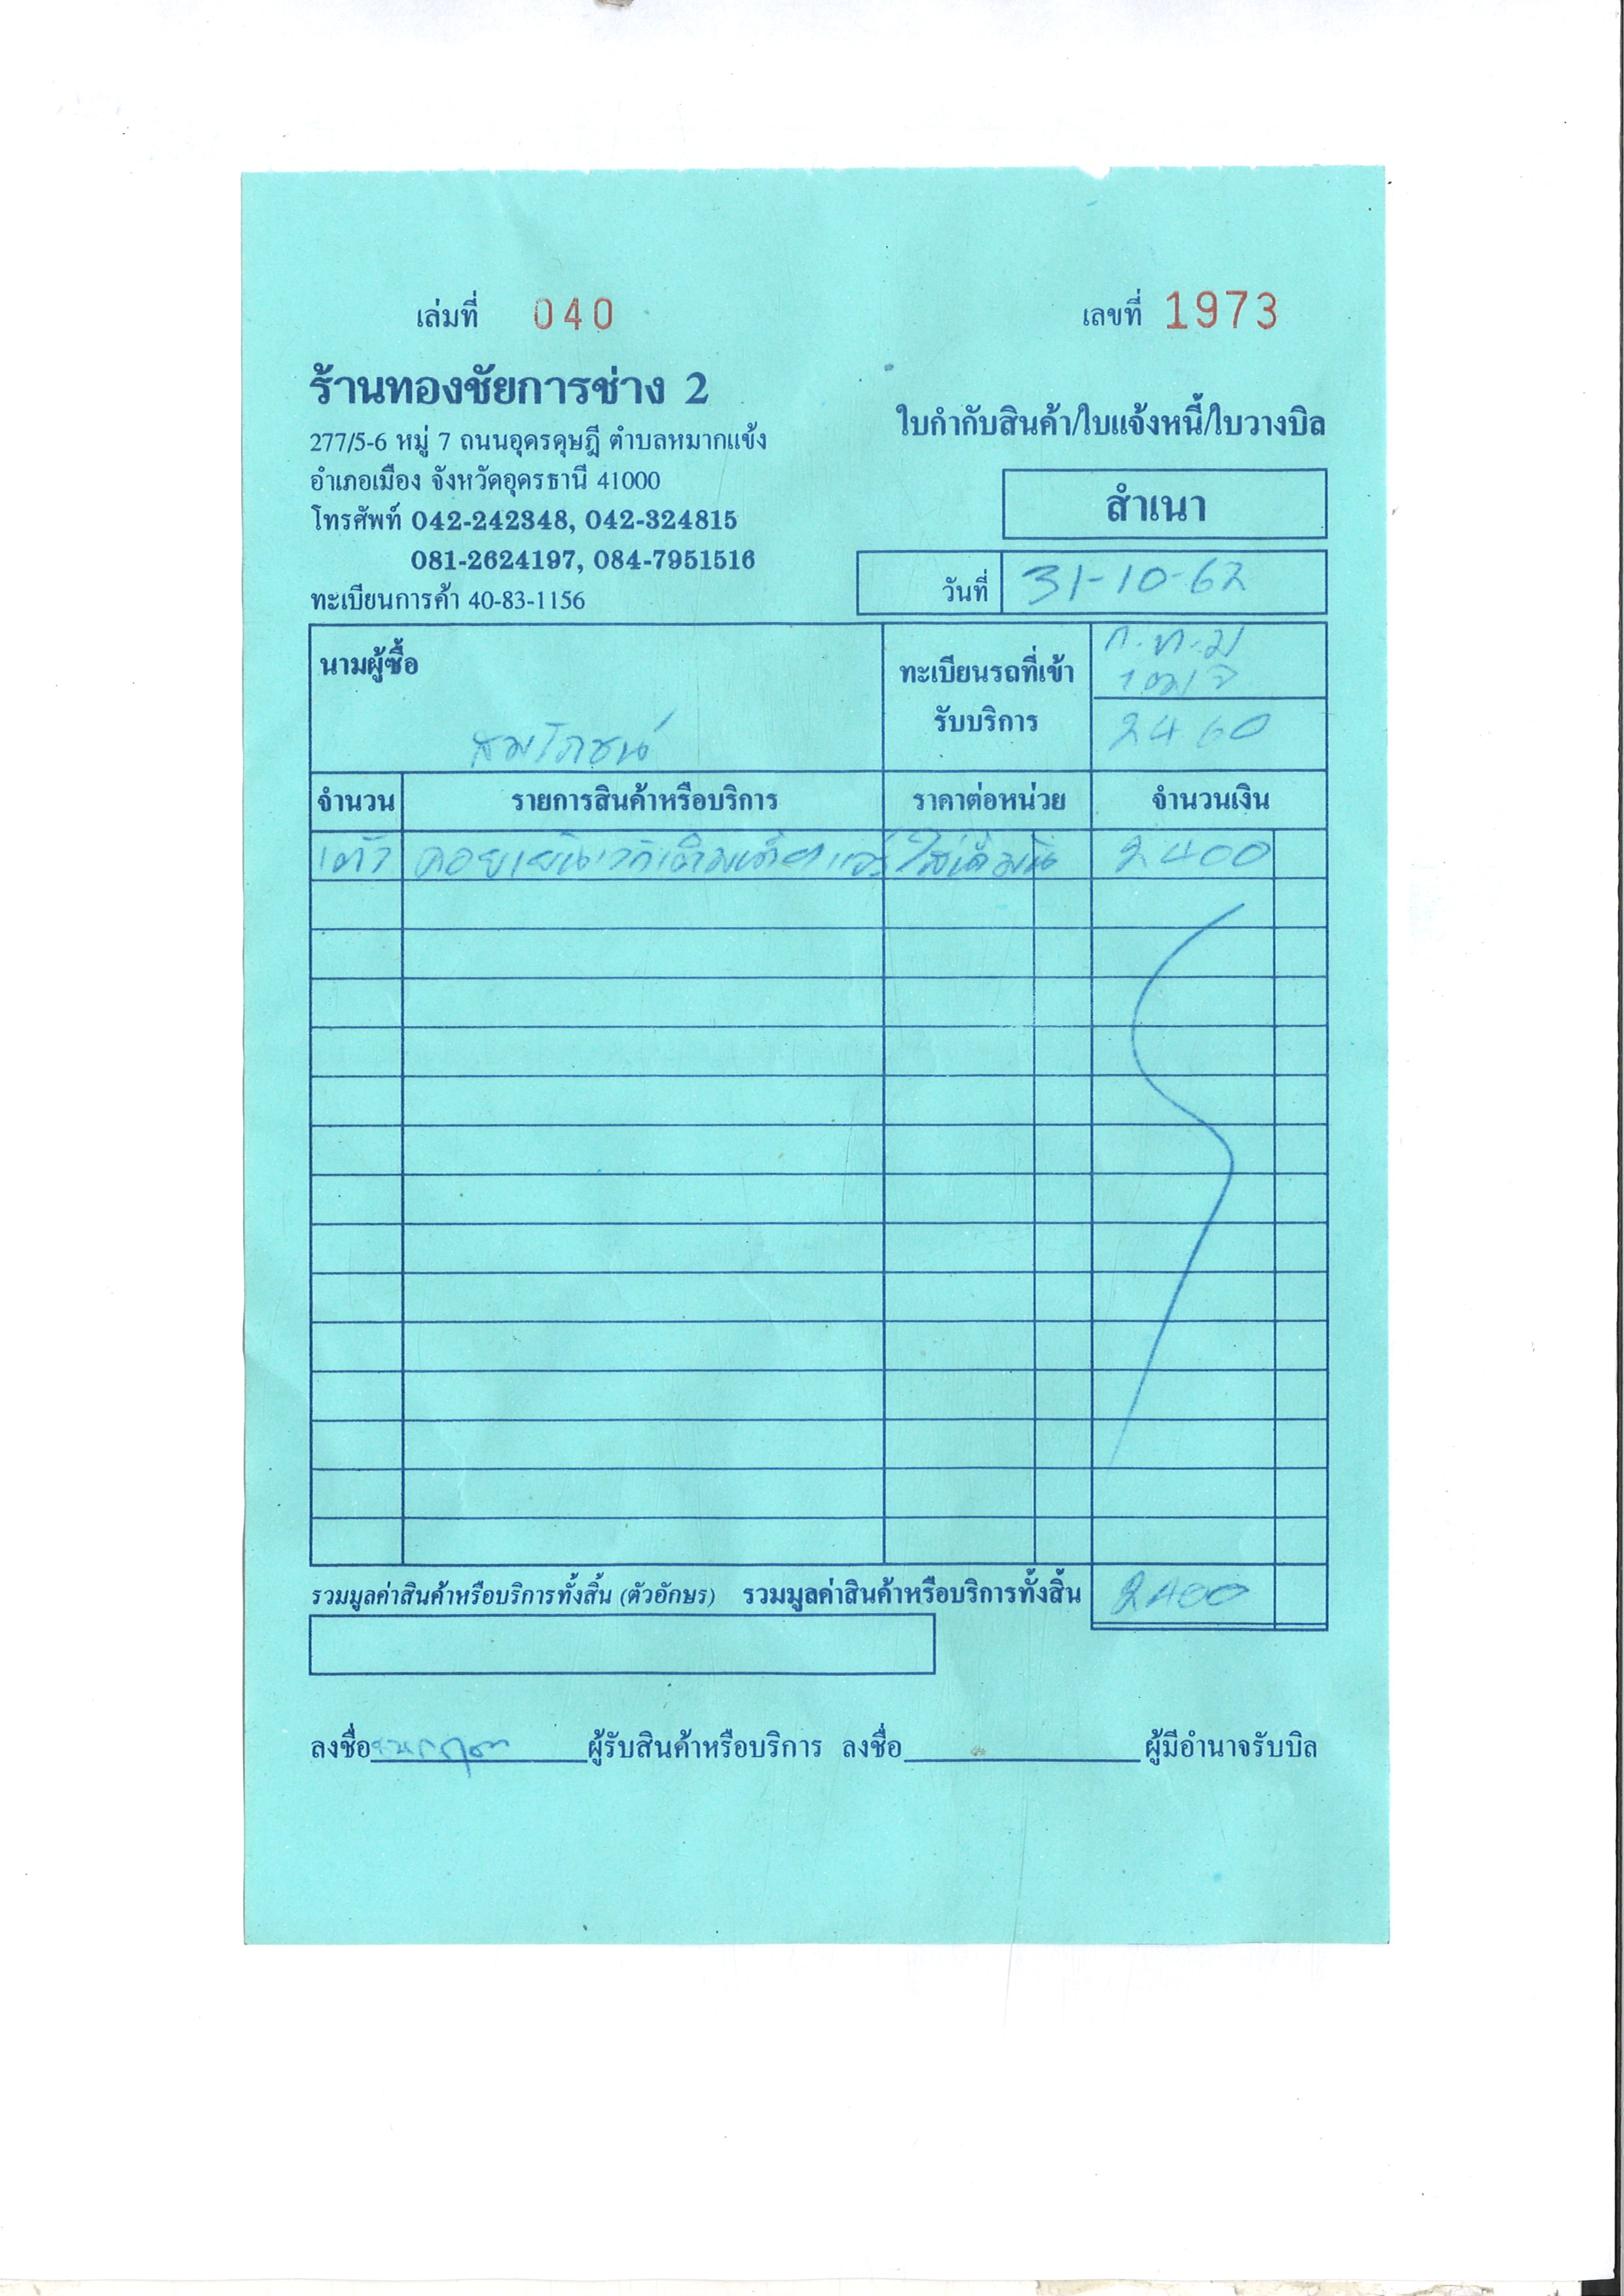 เล่มที่ 040 เลขที่ 1973
ร้านทองชัยการช่าง 2
277/5-6 หมู่ 7 ถนนอุดรดุษฎี ตำบลหมากแข้ง
อำเภอเมือง จังหวัดอุดรธานี 41000
โทรศัพท์ 042-242348, 042-324815
081-2624197, 084-7951516
ทะเบียนการค้า 40-83-1156
ใบกำกับสินค้า/ใบแจ้งหนี้/ใบวางบิล
สำเนา
วันที่ 31-10-62
นามผู้ซื้อ
สมโภชน์
ทะเบียนรถที่เข้า
รับบริการ
ก.ท.ม
2460
จำนวน รายการสินค้าหรือบริการ ราคาต่อหน่วย จำนวนเงิน
คอยเย็น 2400
รวมมูลค่าสินค้าหรือบริการทั้งสิ้น (ตัวอักษร) รวมมูลค่าสินค้าหรือบริการทั้งสิ้น 2400
ลงชื่อ ผู้รับสินค้าหรือบริการ ลงชื่อ ผู้มีอำนาจรับบิล